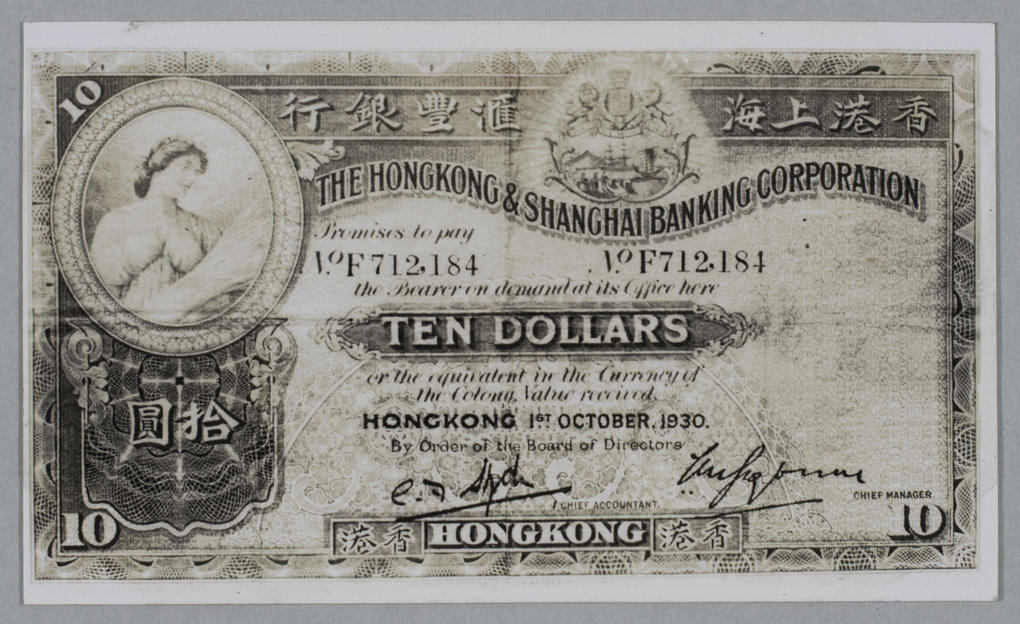 10
行銀豐滙 海上港香
THE HONGKONG & SHANGHAI BANKING CORPORATION
Promises to pay
No F712,184 No F712,184
the Bearer on demand at its Office here
TEN DOLLARS
or the equivalent in the Currency of
the Colony, Value received.
圓拾
HONGKONG 1ST OCTOBER, 1930.
By Order of the Board of Directors
CHIEF ACCOUNTANT.
CHIEF MANAGER.
10 10
港香 HONGKONG 港香